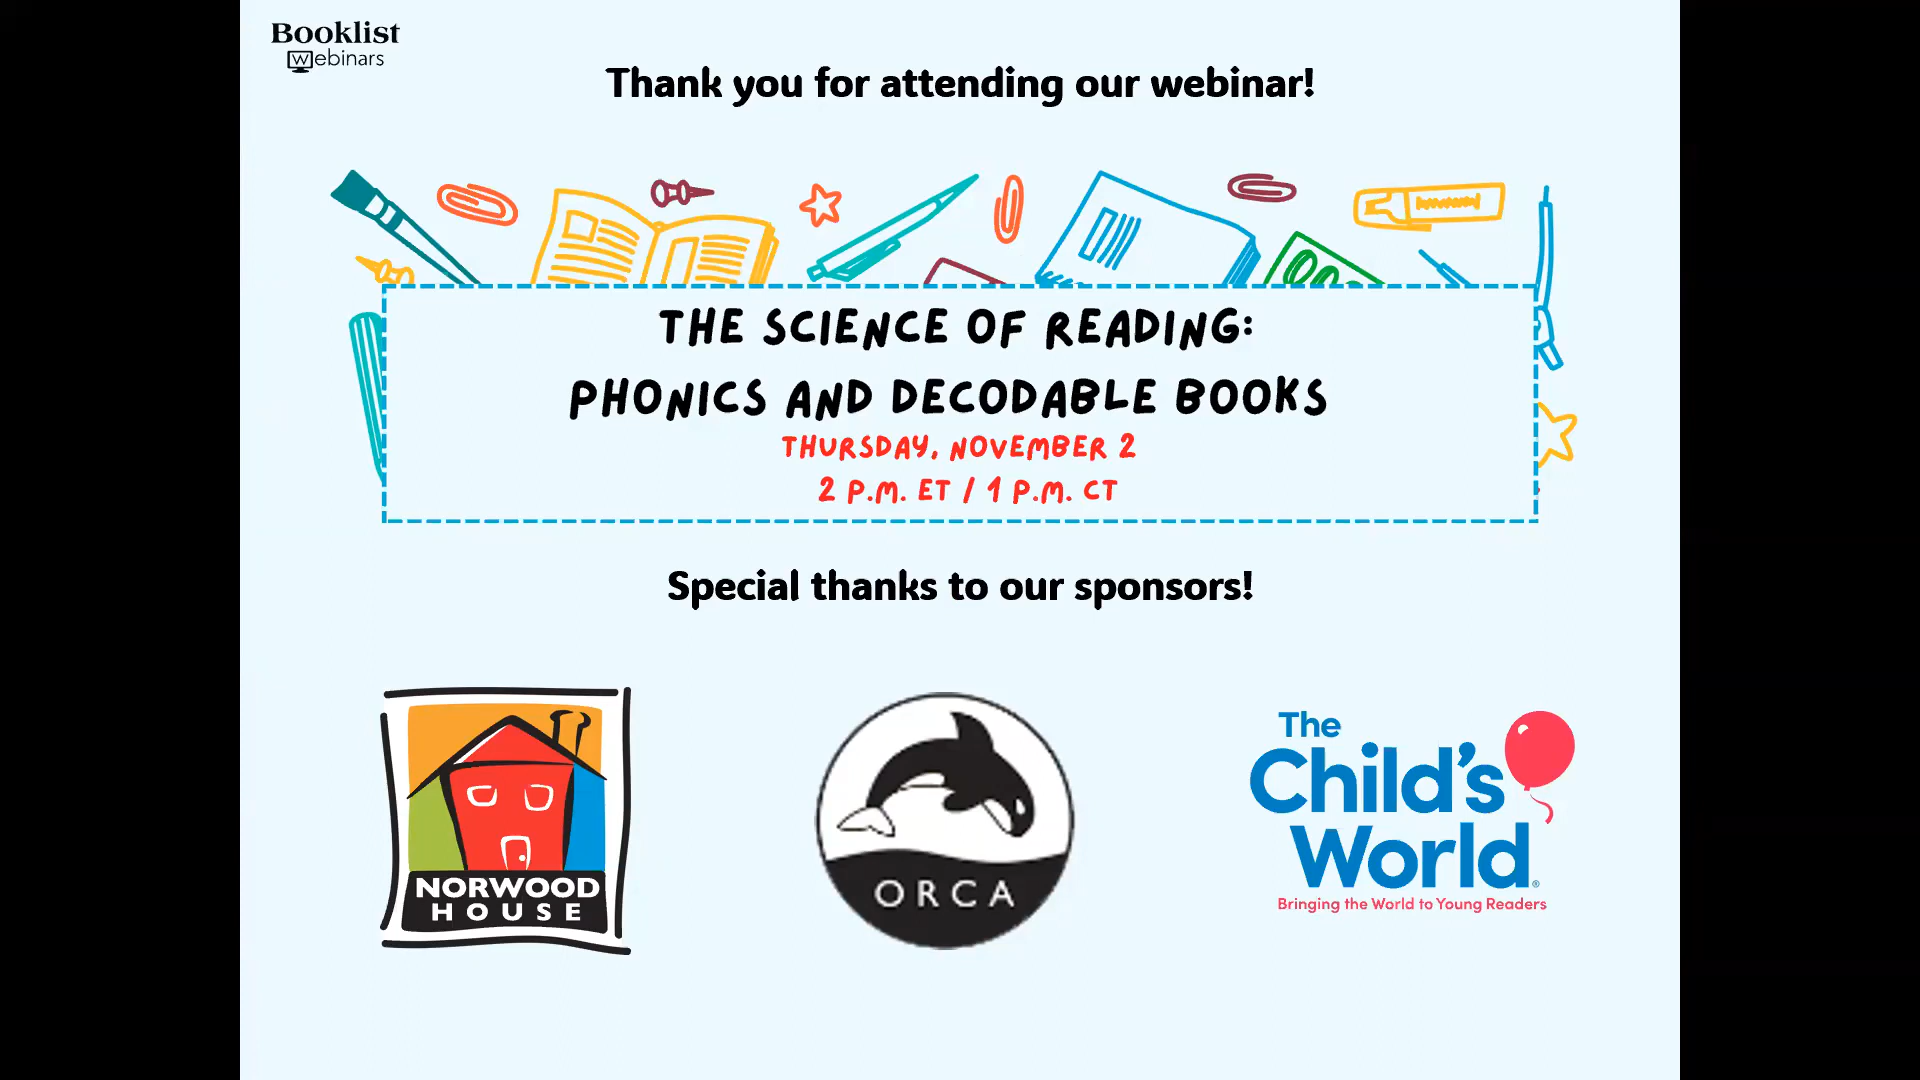 Booklist
Webinars
Thank you for attending our webinar!
THE SCIENCE OF READING:
PHONICS AND DECODABLE BOOKS
THURSDAY, NOVEMBER 2
2 P.M. ET / 1 P.M. CT
Special thanks to our sponsors!
NORWOOD
HOUSE
ORCA
The
Child's
World®
Bringing the World to Young Readers